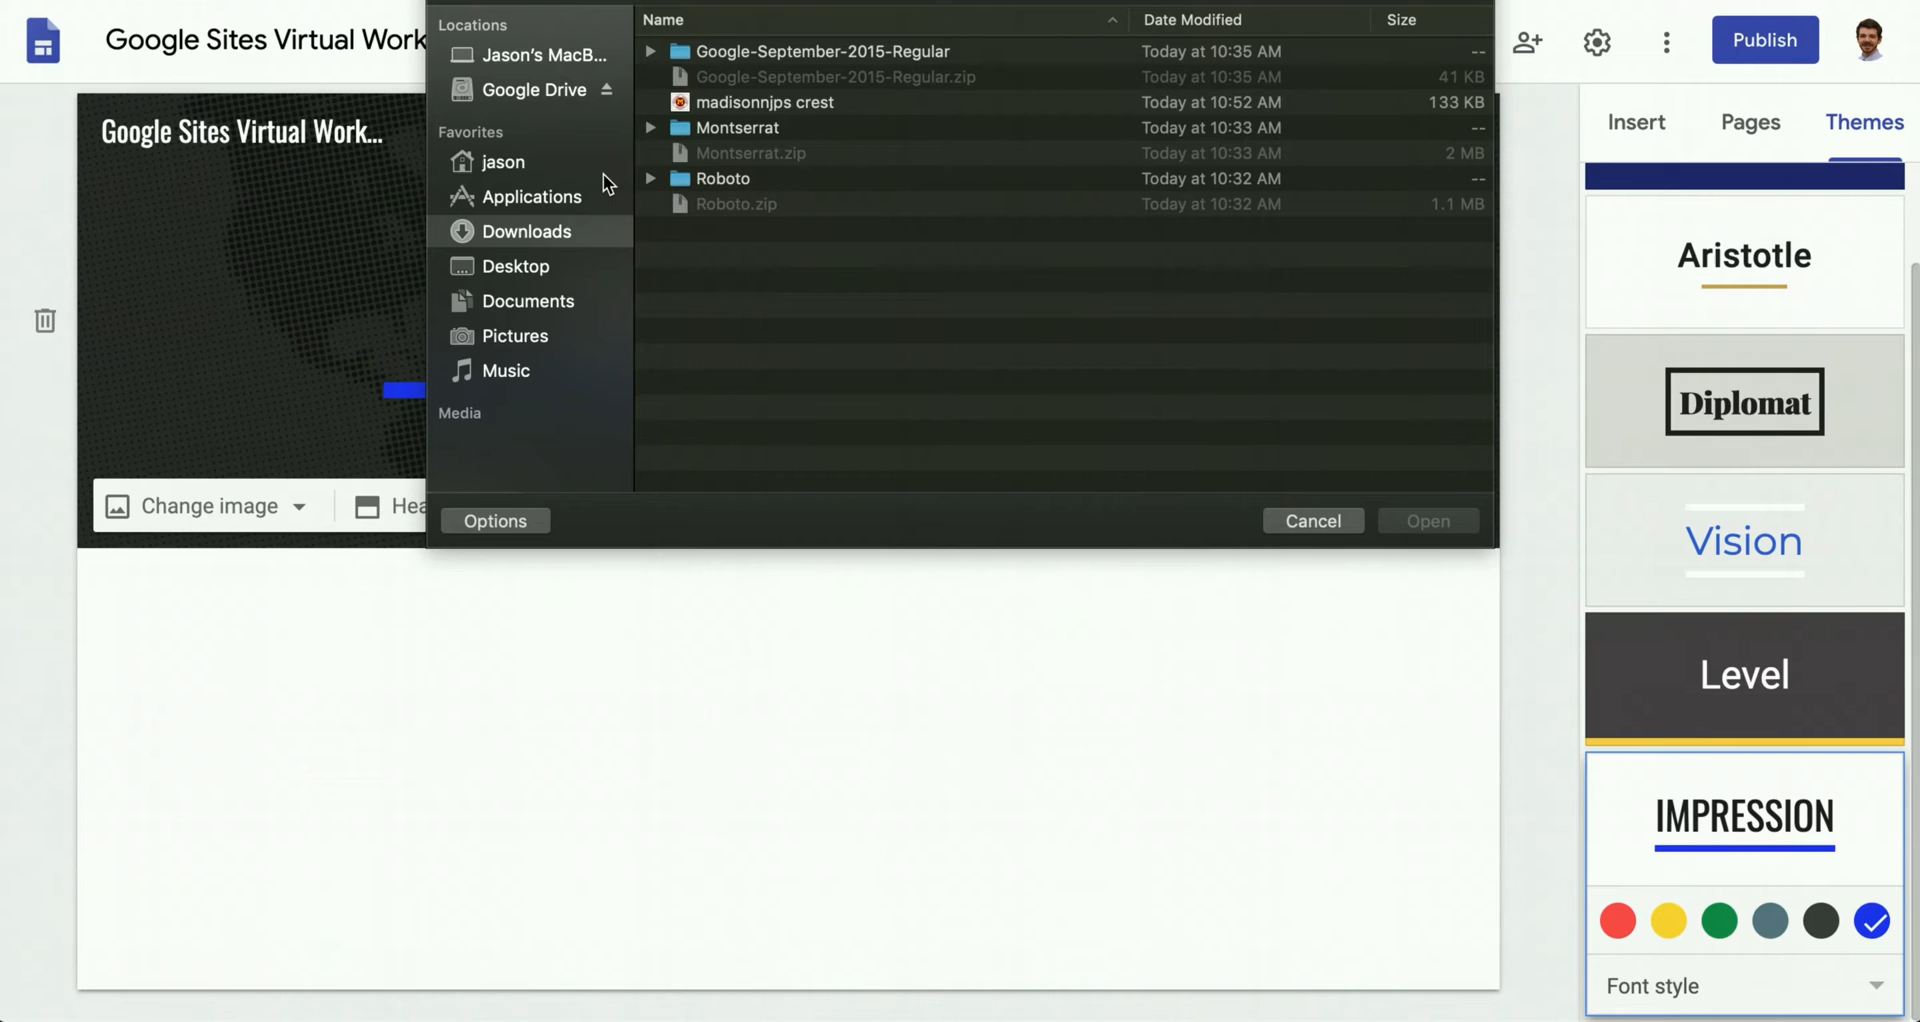 Google Sites Virtual Work
Publish
Insert
Pages
Themes
Google Sites Virtual Work...
Change image
Hea
Locations
Jason's MacB...
Google Drive
Favorites
jason
Applications
Downloads
Desktop
Documents
Pictures
Music
Media
Name Date Modified Size
Google-September-2015-Regular Today at 10:35 AM --
Google-September-2015-Regular.zip Today at 10:35 AM 41 KB
madisonnjps crest Today at 10:52 AM 133 KB
Montserrat Today at 10:33 AM --
Montserrat.zip Today at 10:33 AM 2 MB
Roboto Today at 10:32 AM --
Roboto.zip Today at 10:32 AM 1.1 MB
Options
Cancel
Open
Aristotle
Diplomat
Vision
Level
IMPRESSION
Font style